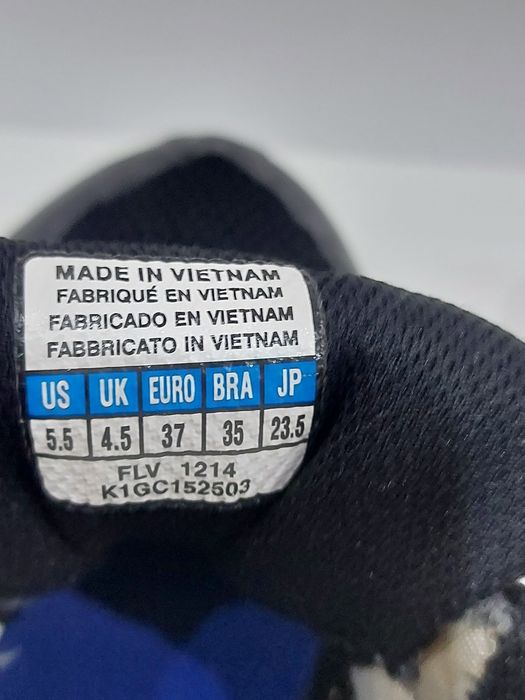 MADE IN VIETNAM
FABRIQUÉ EN VIETNAM
FABRICADO EN VIETNAM
FABBRICATO IN VIETNAM
US UK EURO BRA JP
5.5 4.5 37 35 23.5
FLV 1214
K1GC152503